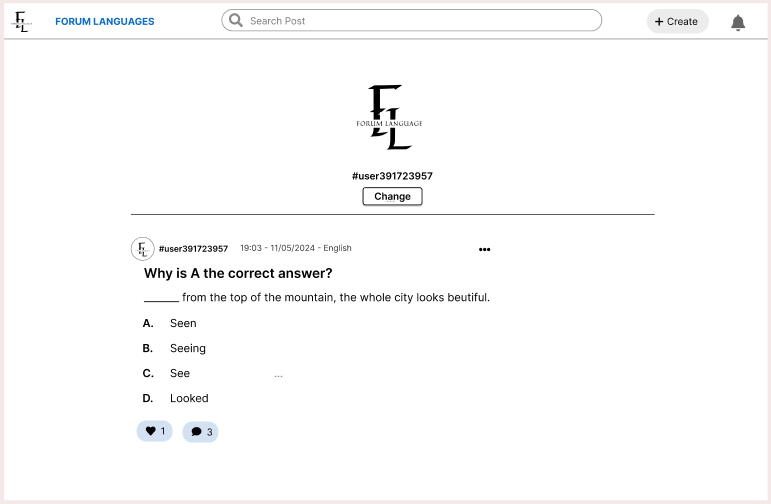 FL
FORUM LANGUAGES
Search Post
+ Create
FL
FORUM LANGUAGE
#user391723957
Change
#user391723957 19:03 - 11/05/2024 - English •••
Why is A the correct answer?
______ from the top of the mountain, the whole city looks beutiful.
A. Seen
B. Seeing
C. See ...
D. Looked
1 3